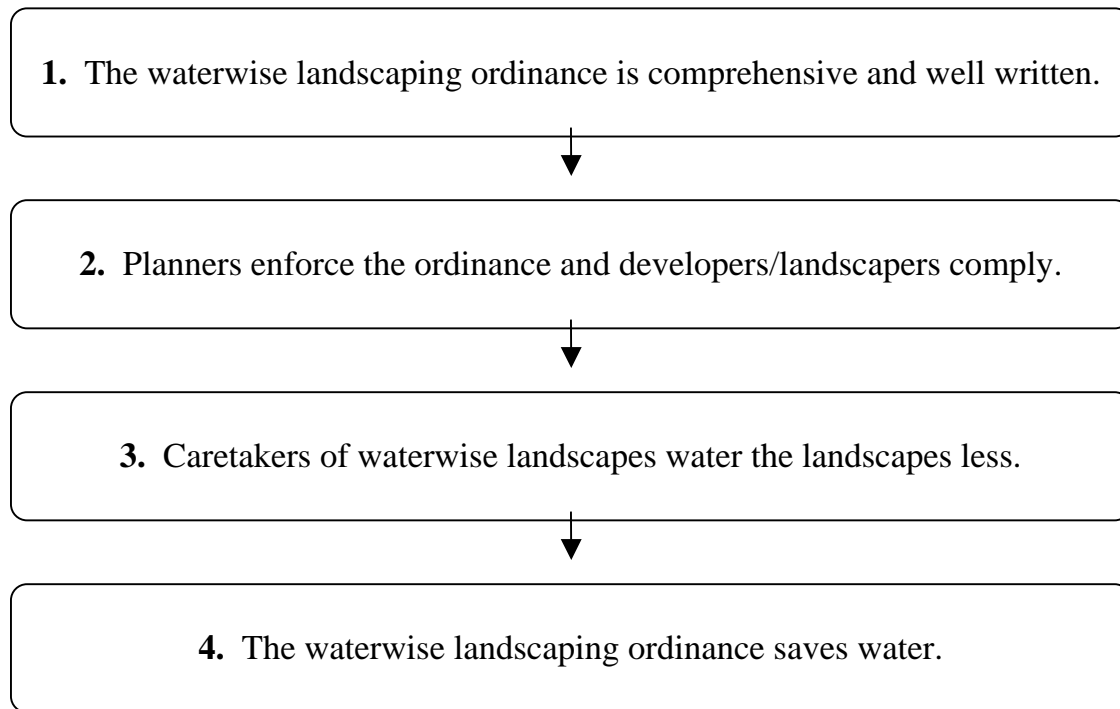 1. The waterwise landscaping ordinance is comprehensive and well written.
2. Planners enforce the ordinance and developers/landscapers comply.
3. Caretakers of waterwise landscapes water the landscapes less.
4. The waterwise landscaping ordinance saves water.